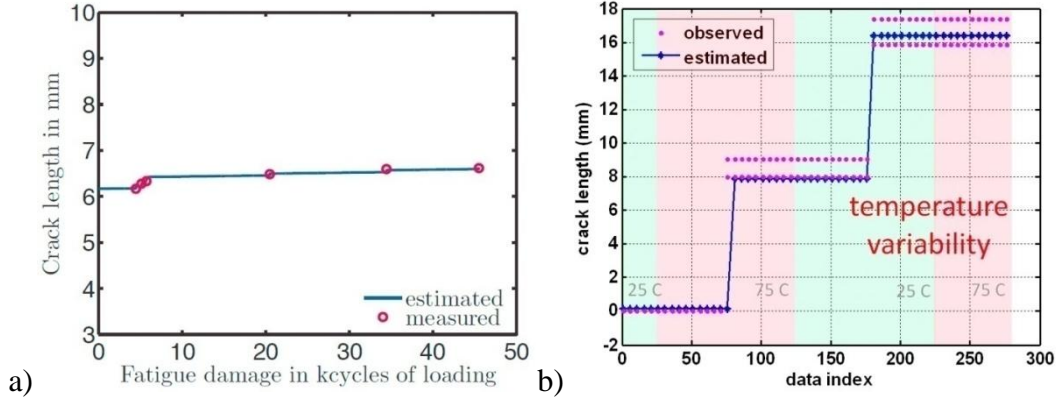 10
9
8
7
6
5
4
3
0 10 20 30 40 50
Crack length in mm
Fatigue damage in kcycles of loading
estimated
measured
a)
18
16
14
12
10
8
6
4
2
0
-2
0 50 100 150 200 250 300
crack length (mm)
data index
observed
estimated
temperature
variability
25 C 75 C 25 C 75 C
b)